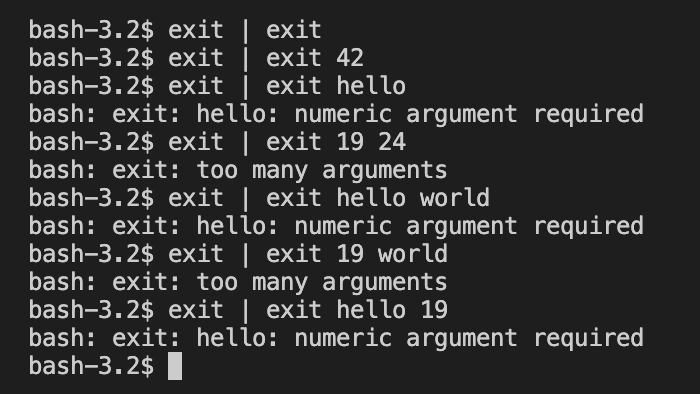 bash-3.2$ exit | exit
bash-3.2$ exit | exit 42
bash-3.2$ exit | exit hello
bash: exit: hello: numeric argument required
bash-3.2$ exit | exit 19 24
bash: exit: too many arguments
bash-3.2$ exit | exit hello world
bash: exit: hello: numeric argument required
bash-3.2$ exit | exit 19 world
bash: exit: too many arguments
bash-3.2$ exit | exit hello 19
bash: exit: hello: numeric argument required
bash-3.2$